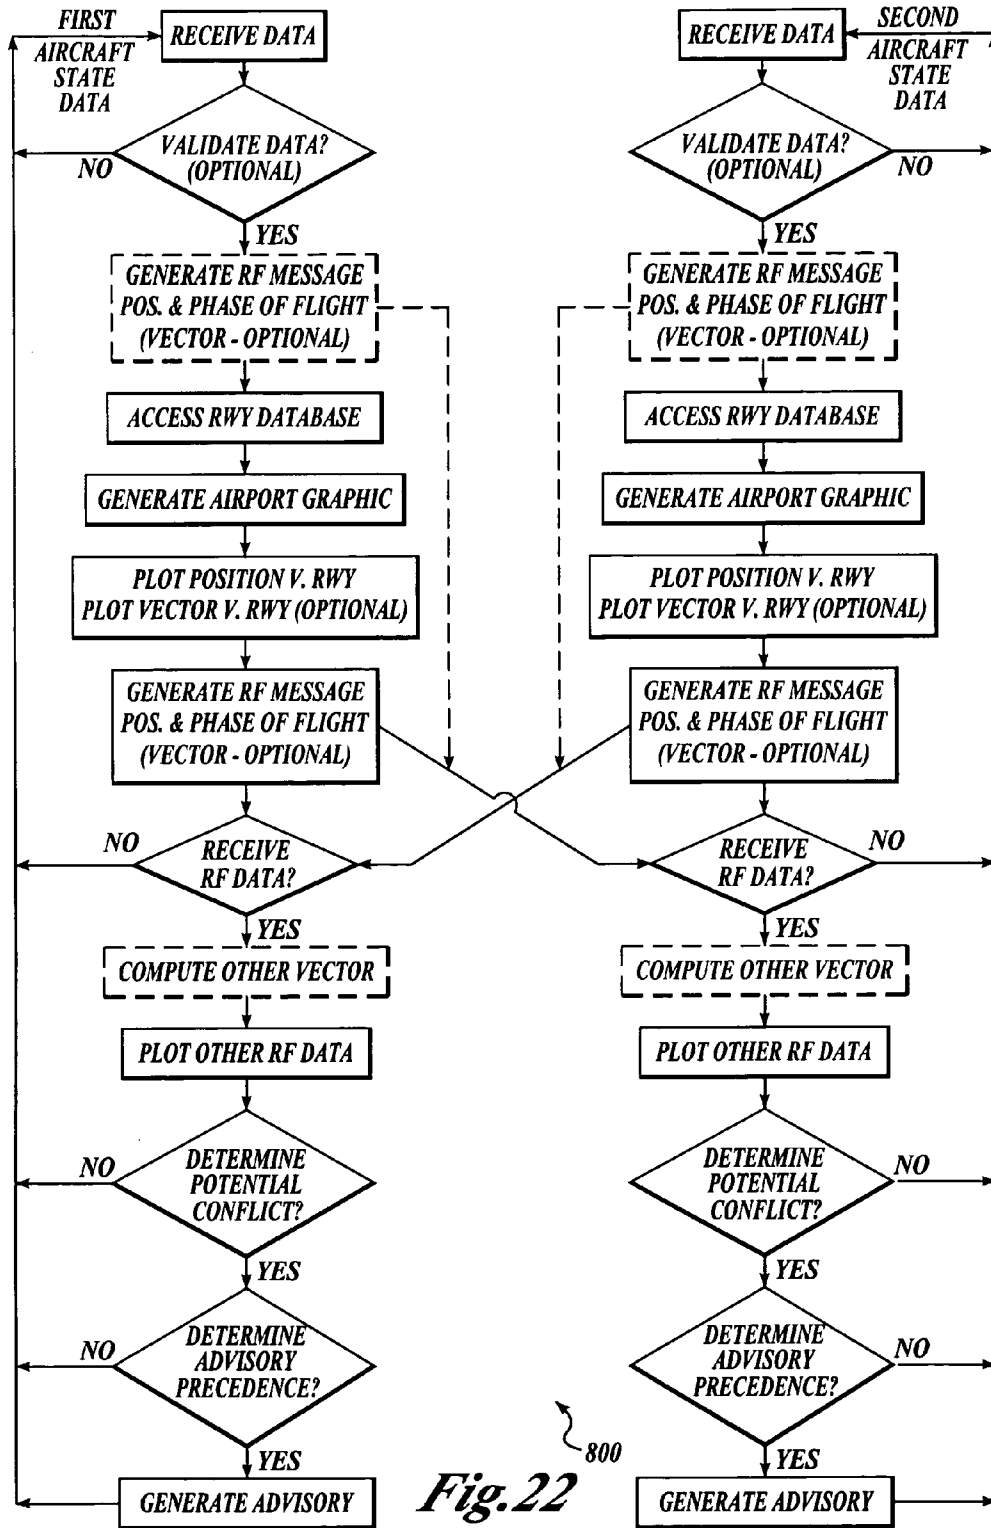 FIRST
AIRCRAFT
STATE
DATA
RECEIVE DATA
VALIDATE DATA?
(OPTIONAL)
NO
YES
GENERATE RF MESSAGE
POS. & PHASE OF FLIGHT
(VECTOR - OPTIONAL)
ACCESS RWY DATABASE
GENERATE AIRPORT GRAPHIC
PLOT POSITION V. RWY
PLOT VECTOR V. RWY (OPTIONAL)
GENERATE RF MESSAGE
POS. & PHASE OF FLIGHT
(VECTOR - OPTIONAL)
NO
RECEIVE
RF DATA?
YES
COMPUTE OTHER VECTOR
PLOT OTHER RF DATA
NO
DETERMINE
POTENTIAL
CONFLICT?
YES
NO
DETERMINE
ADVISORY
PRECEDENCE?
YES
GENERATE ADVISORY
RECEIVE DATA
SECOND
AIRCRAFT
STATE
DATA
VALIDATE DATA?
(OPTIONAL)
NO
YES
GENERATE RF MESSAGE
POS. & PHASE OF FLIGHT
(VECTOR - OPTIONAL)
ACCESS RWY DATABASE
GENERATE AIRPORT GRAPHIC
PLOT POSITION V. RWY
PLOT VECTOR V. RWY (OPTIONAL)
GENERATE RF MESSAGE
POS. & PHASE OF FLIGHT
(VECTOR - OPTIONAL)
RECEIVE
RF DATA?
NO
YES
COMPUTE OTHER VECTOR
PLOT OTHER RF DATA
DETERMINE
POTENTIAL
CONFLICT?
NO
YES
DETERMINE
ADVISORY
PRECEDENCE?
NO
YES
GENERATE ADVISORY
800
Fig.22